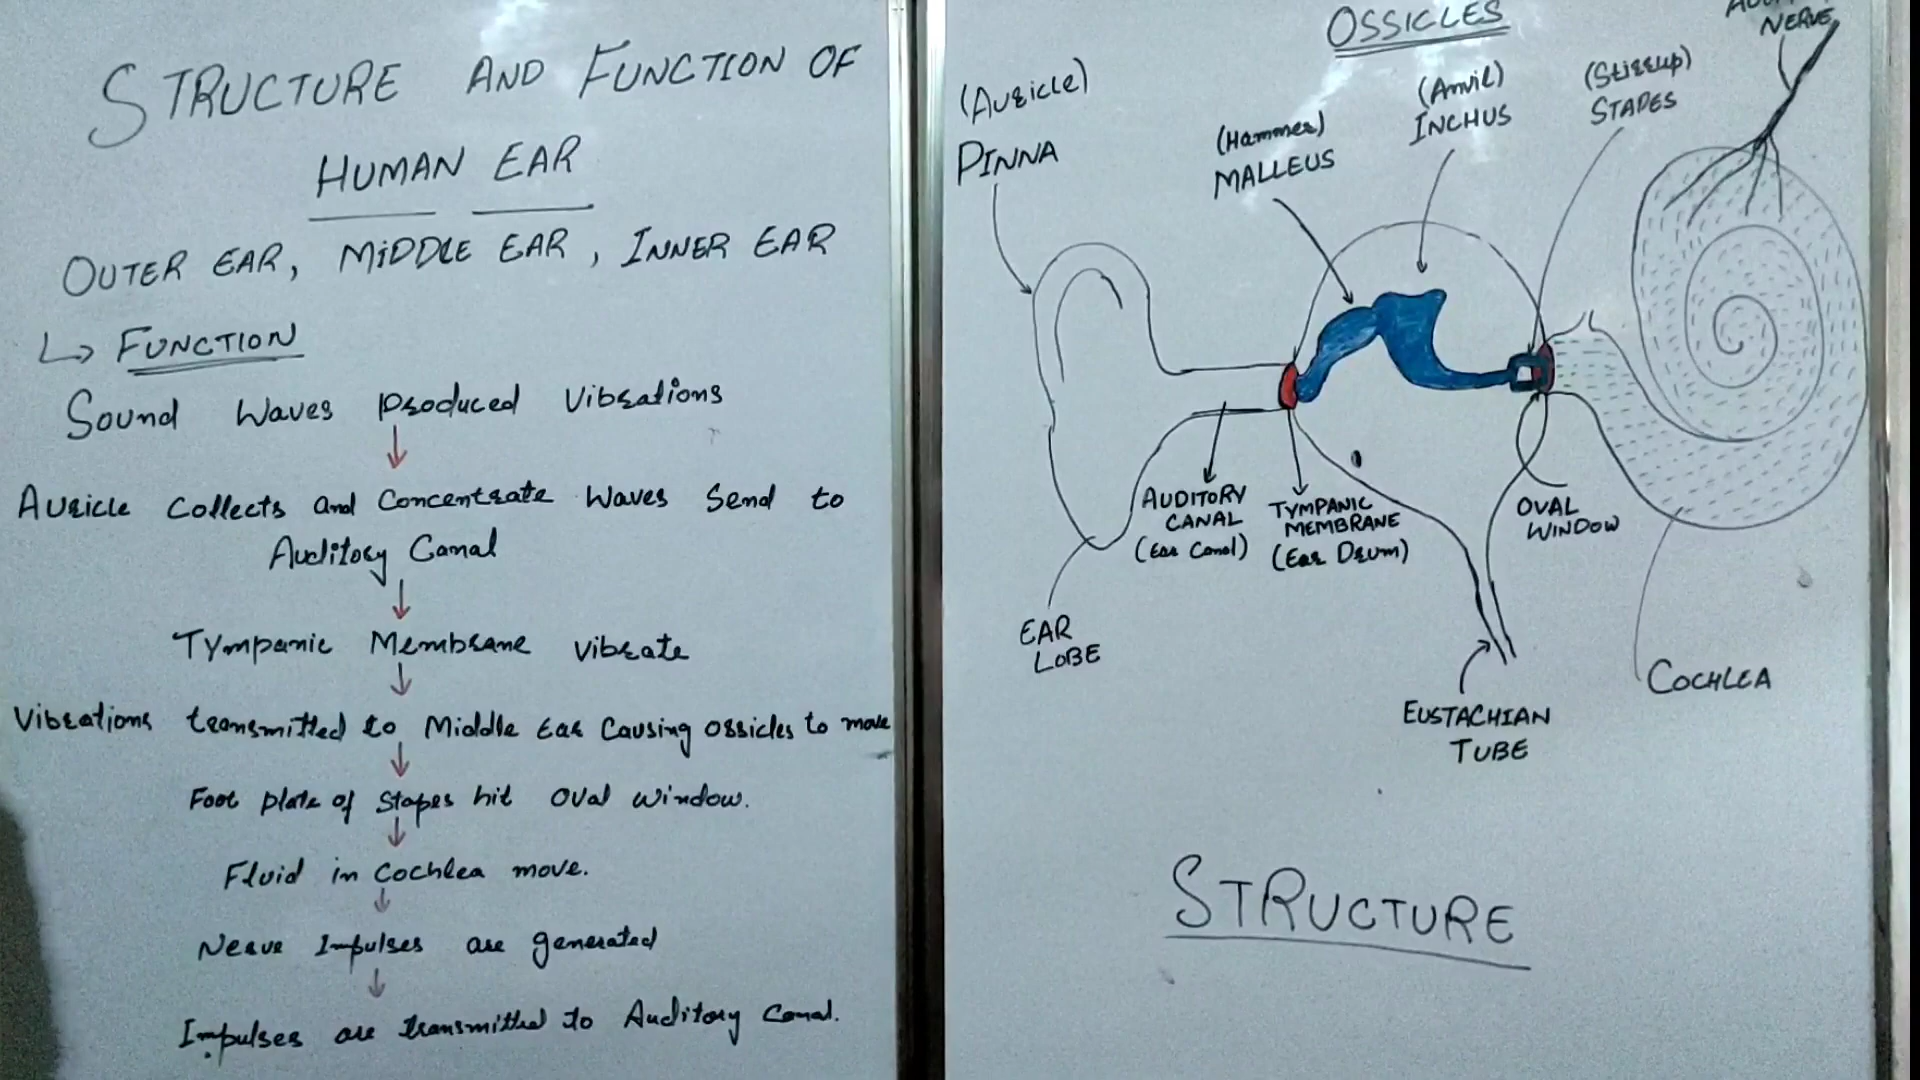 STRUCTURE AND FUNCTION OF
HUMAN EAR
OUTER EAR, MIDDLE EAR, INNER EAR
FUNCTION
Sound Waves produced Vibrations
Auricle Collects and Concentrate Waves Send to
Auditory Canal
Tympanic Membrane vibrate
Vibrations transmitted to Middle Ear Causing ossicles to move
Foot plate of stapes hit oval window.
Fluid in Cochlea move.
Nerve Impulses are generated
Impulses are transmitted to Auditory Canal.
OSSICLES
NERVE
(Auricle)
PINNA
(Hammer)
MALLEUS
(Anvil)
INCHUS
(Stirrup)
STAPES
AUDITORY
CANAL
(Ear Canal)
TYMPANIC
MEMBRANE
(Ear Drum)
OVAL
WINDOW
EAR
LOBE
COCHLEA
EUSTACHIAN
TUBE
STRUCTURE